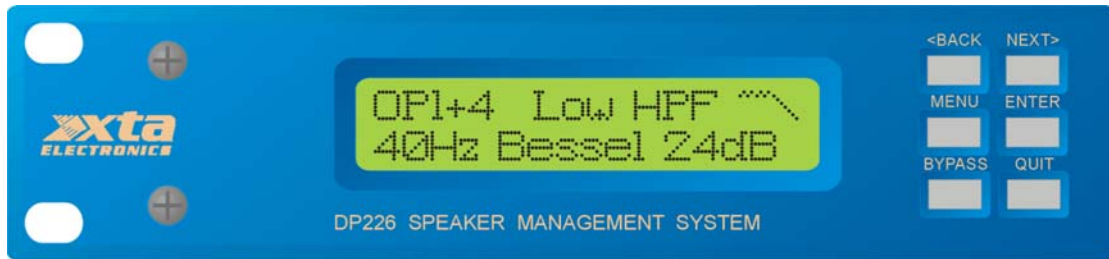 xta
ELECTRONICS
OP1+4 Low HPF
40Hz Bessel 24dB
DP226 SPEAKER MANAGEMENT SYSTEM
<BACK NEXT>
MENU ENTER
BYPASS QUIT